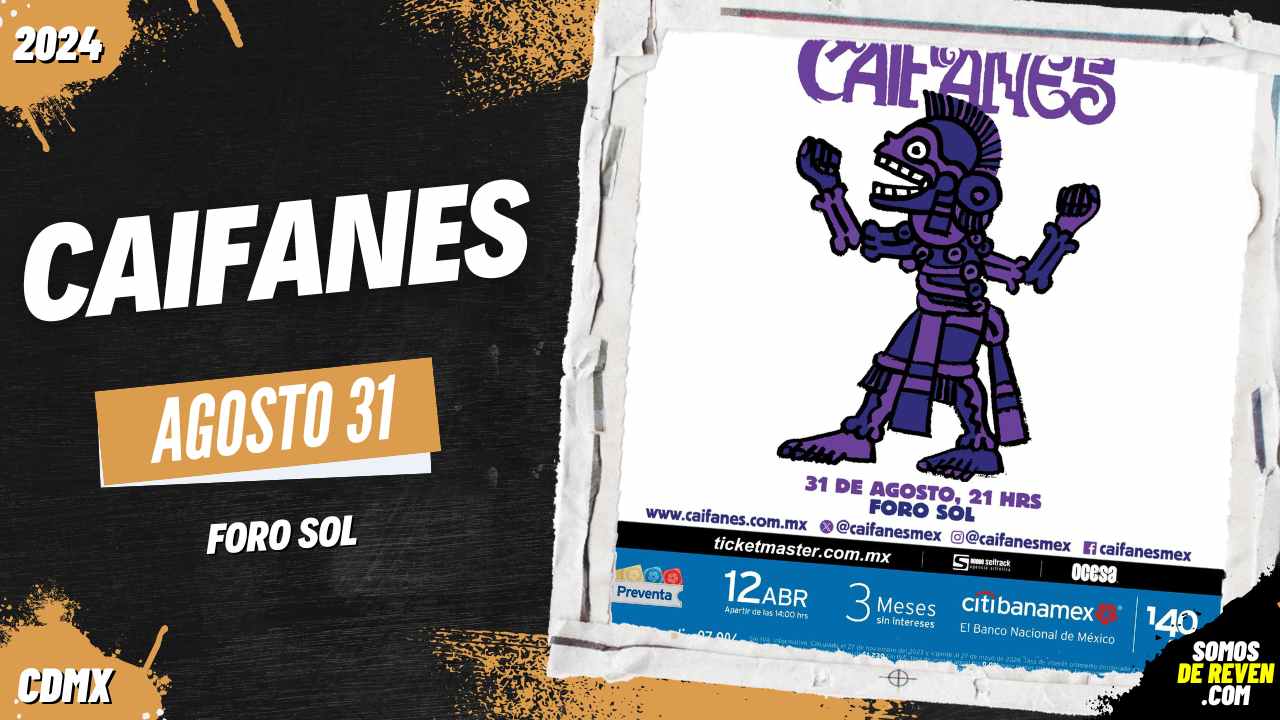 2024
CAIFANES
AGOSTO 31
FORO SOL
CDMX
CAIFANES
31 DE AGOSTO, 21 HRS
FORO SOL
www.caifanes.com.mx @caifanesmex @caifanesmex caifanesmex
ticketmaster.com.mx seitrack ocesa
Preventa
12 ABR
Apartir de las 14:00 hrs
3 Meses
sin intereses
citibanamex
El Banco Nacional de México
140
SOMOS
DE REVEN
.COM